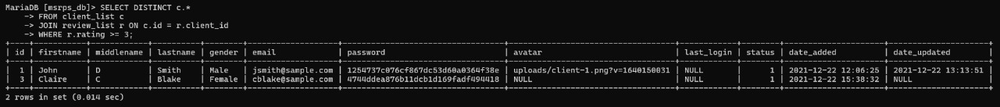 MariaDB [msrps_db]> SELECT DISTINCT c.*
    -> FROM client_list c
    -> JOIN review_list r ON c.id = r.client_id
    -> WHERE r.rating >= 3;
+----+-----------+------------+----------+--------+--------------------+----------------------------------+-----------------------------------+------------+--------+---------------------+---------------------+
| id | firstname | middlename | lastname | gender | email              | password                         | avatar                            | last_login | status | date_added          | date_updated        |
+----+-----------+------------+----------+--------+--------------------+----------------------------------+-----------------------------------+------------+--------+---------------------+---------------------+
|  1 | John      | D          | Smith    | Male   | jsmith@sample.com  | 1254737c076cf867dc53d60a0364f38e | uploads/client-1.png?v=1640150031 | NULL       |      1 | 2021-12-22 12:06:25 | 2021-12-22 13:13:51 |
|  3 | Claire    | C          | Blake    | Female | cblake@sample.com  | 4744ddea876b11dcb1d169fadf494418 | NULL                              | NULL       |      1 | 2021-12-22 15:38:32 | NULL                |
+----+-----------+------------+----------+--------+--------------------+----------------------------------+-----------------------------------+------------+--------+---------------------+---------------------+
2 rows in set (0.014 sec)